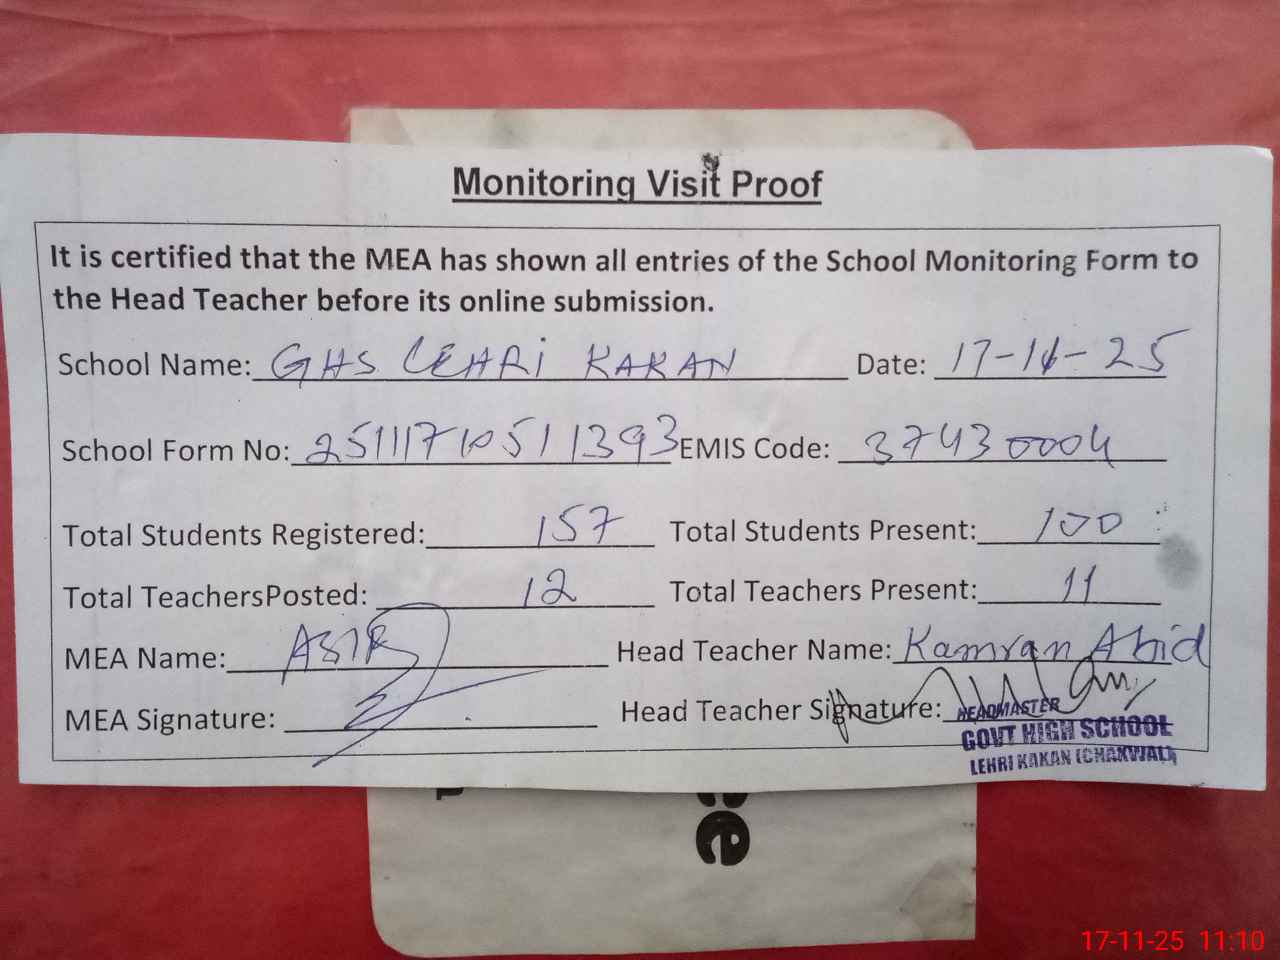 Monitoring Visit Proof
It is certified that the MEA has shown all entries of the School Monitoring Form to
the Head Teacher before its online submission.
School Name: GHS LEHRi KAKAN Date: 17-11-25
School Form No: 251117105111393 EMIS Code: 37430004
Total Students Registered: 157 Total Students Present: 100
Total TeachersPosted: 12 Total Teachers Present: 11
MEA Name: Head Teacher Name: Kamran Abid
MEA Signature: Head Teacher Signature:
HEADMASTER
GOVT HIGH SCHOOL
LEHRI KAKAN (CHAKWAL)
ce
17-11-25 11:10